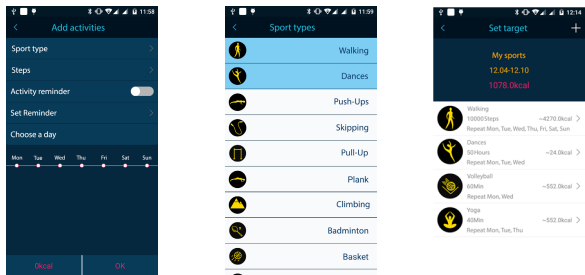 11:58
Add activities
Sport type
Steps
Activity reminder
Set Reminder
Choose a day
Mon Tue Wed Thu Fri Sat Sun
0kcal OK
11:59
Sport types
Walking
Dances
Push-Ups
Skipping
Pull-Up
Plank
Climbing
Badminton
Basket
12:14
Set target
My sports
12.04-12.10
1078.0kcal
Walking
10000Steps ~4270.0kcal
Repeat Mon, Tue, Wed, Thu, Fri, Sat, Sun
Dances
50Hours ~24.0kcal
Repeat Mon, Tue, Wed
Volleyball
60Min ~552.0kcal
Repeat Mon, Wed
Yoga
40Min ~552.0kcal
Repeat Mon, Tue, Thu